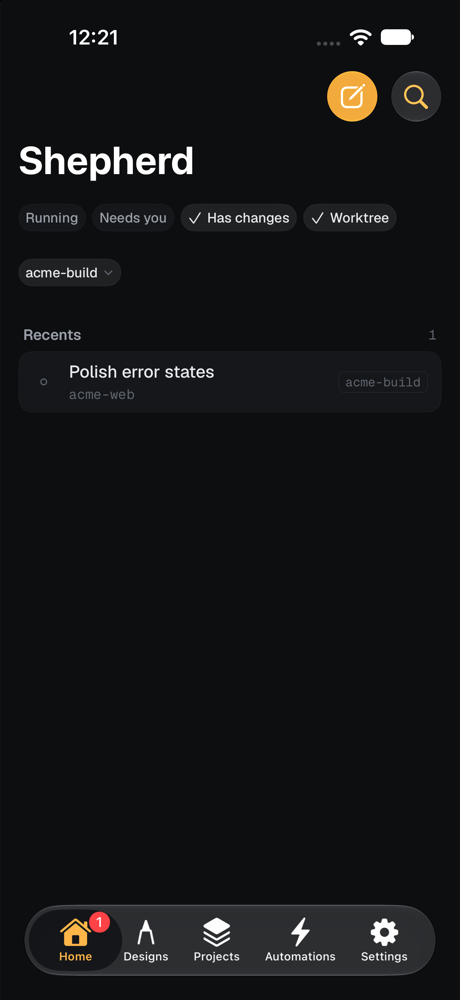 12:21
Shepherd
Running Needs you Has changes Worktree
acme-build
Recents 1
Polish error states
acme-web acme-build
1
Home Designs Projects Automations Settings